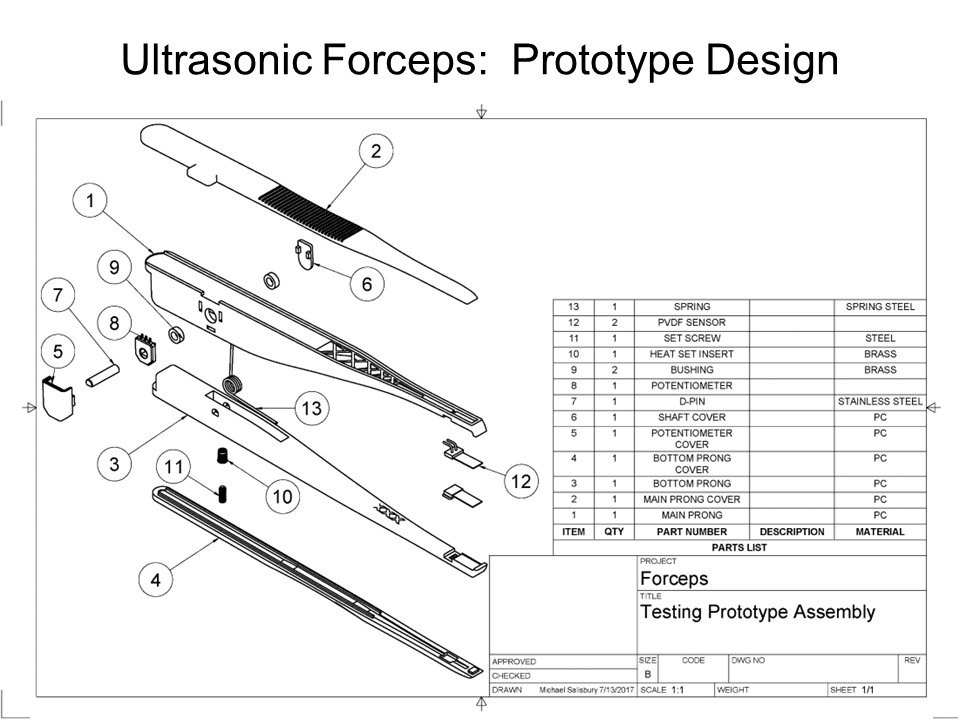 Ultrasonic Forceps:  Prototype Design
2
1
9
6
7
8
5
13
3
11
10
12
4
13 1 SPRING SPRING STEEL
12 2 PVDF SENSOR
11 1 SET SCREW STEEL
10 1 HEAT SET INSERT BRASS
9 2 BUSHING BRASS
8 1 POTENTIOMETER
7 1 D-PIN STAINLESS STEEL
6 1 SHAFT COVER PC
5 1 POTENTIOMETER PC
COVER
4 1 BOTTOM PRONG PC
COVER
3 1 BOTTOM PRONG PC
2 1 MAIN PRONG COVER PC
1 1 MAIN PRONG PC
ITEM QTY PART NUMBER DESCRIPTION MATERIAL
PARTS LIST
PROJECT
Forceps
TITLE
Testing Prototype Assembly
APPROVED
CHECKED
DRAWN Michael Salisbury 7/13/2017
SIZE CODE DWG NO REV
B
SCALE 1:1 WEIGHT SHEET 1/1